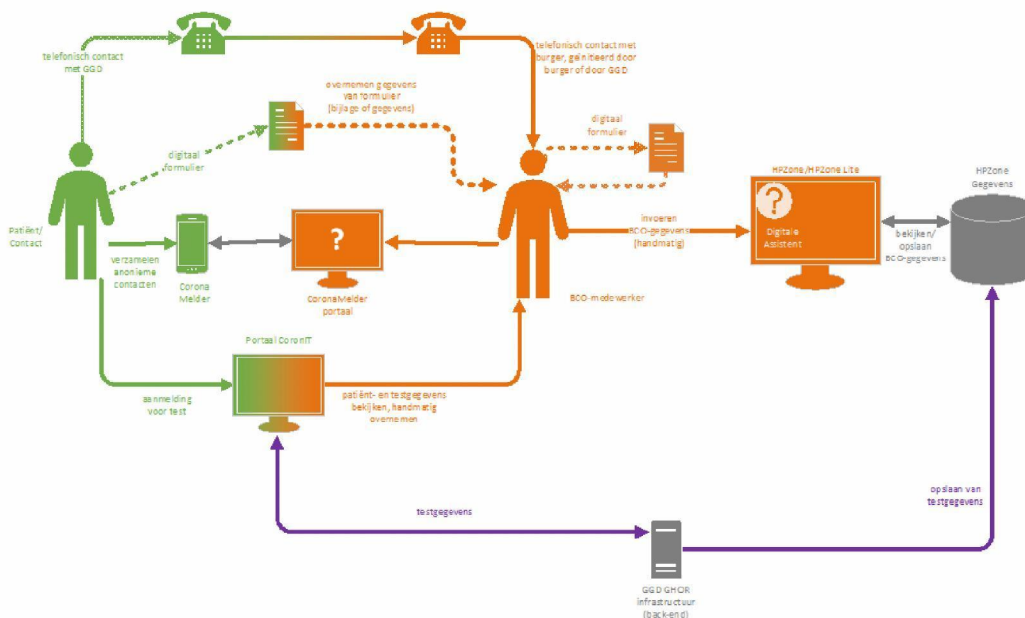 telefonisch contact
met GGD
telefonisch contact met
burger, geïnitieerd door
burger of door GGD
overnemen gegevens
van formulier
(bijlage of gegevens)
digitaal
formulier
digitaal
formulier
Patiënt/
Contact
verzamelen
anonieme
contacten
Corona
Melder
?
CoronaMelder
portaal
BCO-medewerker
invoeren
BCO-gegevens
(handmatig)
HPZone/HPZone Lite
?
Digitale
Assistent
bekijken/
opslaan
BCO-gegevens
HPZone
Gegevens
Portaal CoronIT
aanmelding
voor test
patiënt- en testgegevens
bekijken, handmatig
overnemen
testgegevens
opslaan van
testgegevens
GGD GHOR
infrastructuur
(back-end)